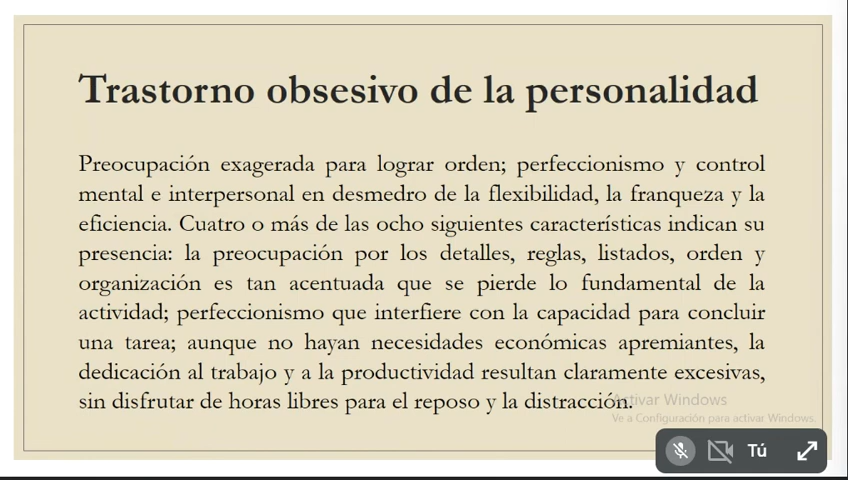 Trastorno obsesivo de la personalidad
Preocupación exagerada para lograr orden; perfeccionismo y control
mental e interpersonal en desmedro de la flexibilidad, la franqueza y la
eficiencia. Cuatro o más de las ocho siguientes características indican su
presencia: la preocupación por los detalles, reglas, listados, orden y
organización es tan acentuada que se pierde lo fundamental de la
actividad; perfeccionismo que interfiere con la capacidad para concluir
una tarea; aunque no hayan necesidades económicas apremiantes, la
dedicación al trabajo y a la productividad resultan claramente excesivas,
sin disfrutar de horas libres para el reposo y la distracción.
Activar Windows
Ve a Configuración para activar Windows.
Tú